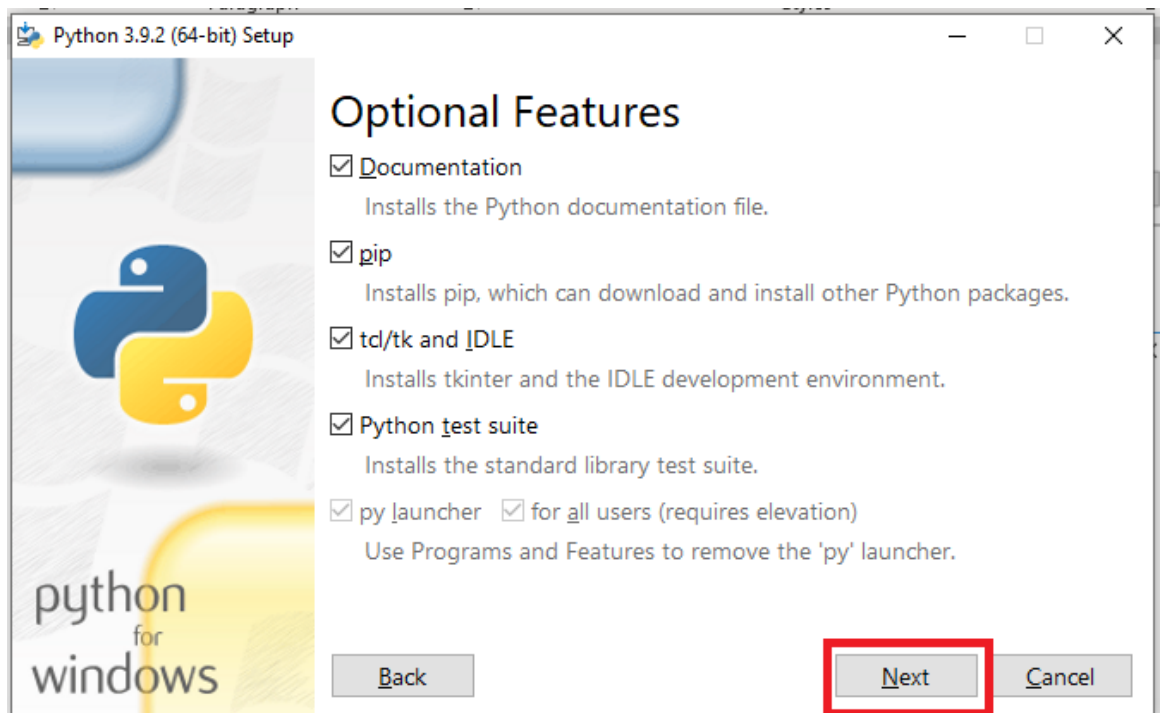 Python 3.9.2 (64-bit) Setup
Optional Features
Documentation
Installs the Python documentation file.
pip
Installs pip, which can download and install other Python packages.
tcl/tk and IDLE
Installs tkinter and the IDLE development environment.
Python test suite
Installs the standard library test suite.
py launcher for all users (requires elevation)
Use Programs and Features to remove the 'py' launcher.
python
for
windows
Back Next Cancel